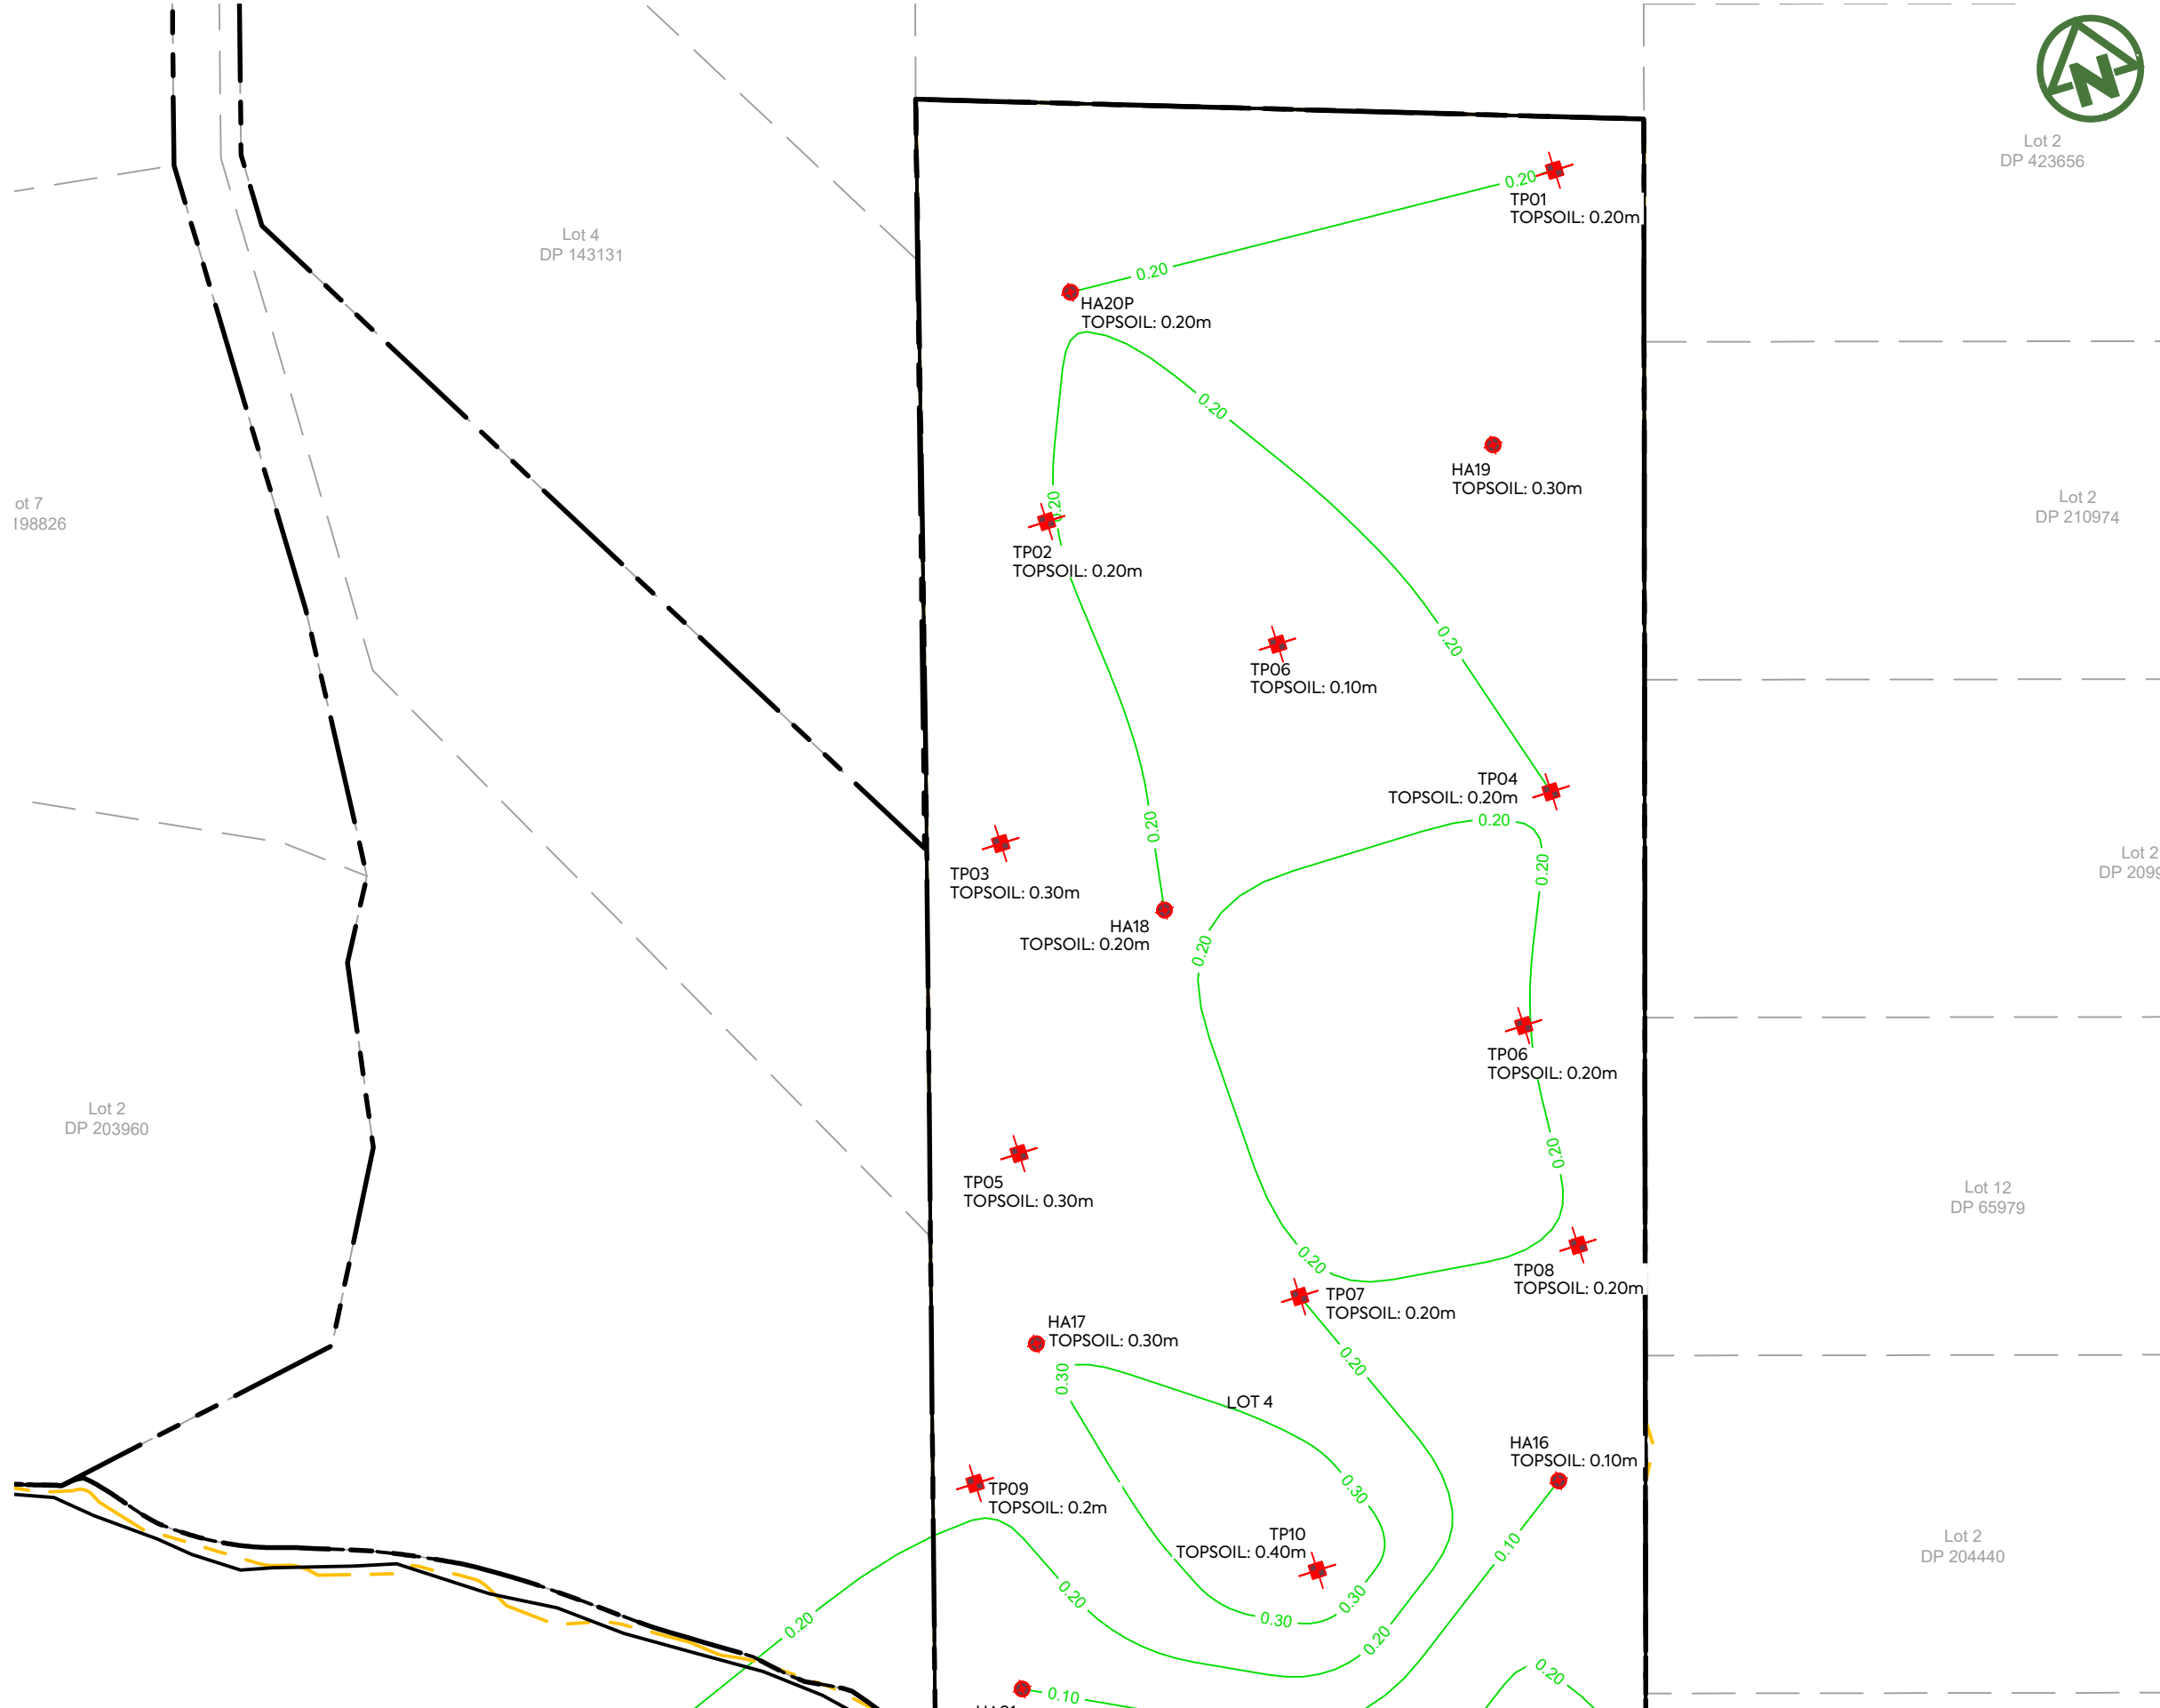 N
Lot 2
DP 423656
0.20
TP01
TOPSOIL: 0.20m
Lot 4
DP 143131
0.20
HA20P
TOPSOIL: 0.20m
0.20
HA19
TOPSOIL: 0.30m
ot 7
198826
Lot 2
DP 210974
0.20
TP02
TOPSOIL: 0.20m
0.20
TP06
TOPSOIL: 0.10m
TP04
TOPSOIL: 0.20m
0.20
0.20
0.20
Lot 2
DP 209
TP03
TOPSOIL: 0.30m
HA18
TOPSOIL: 0.20m
0.20
TP06
TOPSOIL: 0.20m
Lot 2
DP 203960
0.20
TP05
TOPSOIL: 0.30m
Lot 12
DP 65979
0.20
TP08
TOPSOIL: 0.20m
TP07
TOPSOIL: 0.20m
HA17
TOPSOIL: 0.30m
0.20
0.30
LOT 4
HA16
TOPSOIL: 0.10m
0.30
TP09
TOPSOIL: 0.2m
TP10
TOPSOIL: 0.40m
0.10
Lot 2
DP 204440
0.20
0.30
0.20
0.30
0.20
0.20
0.10